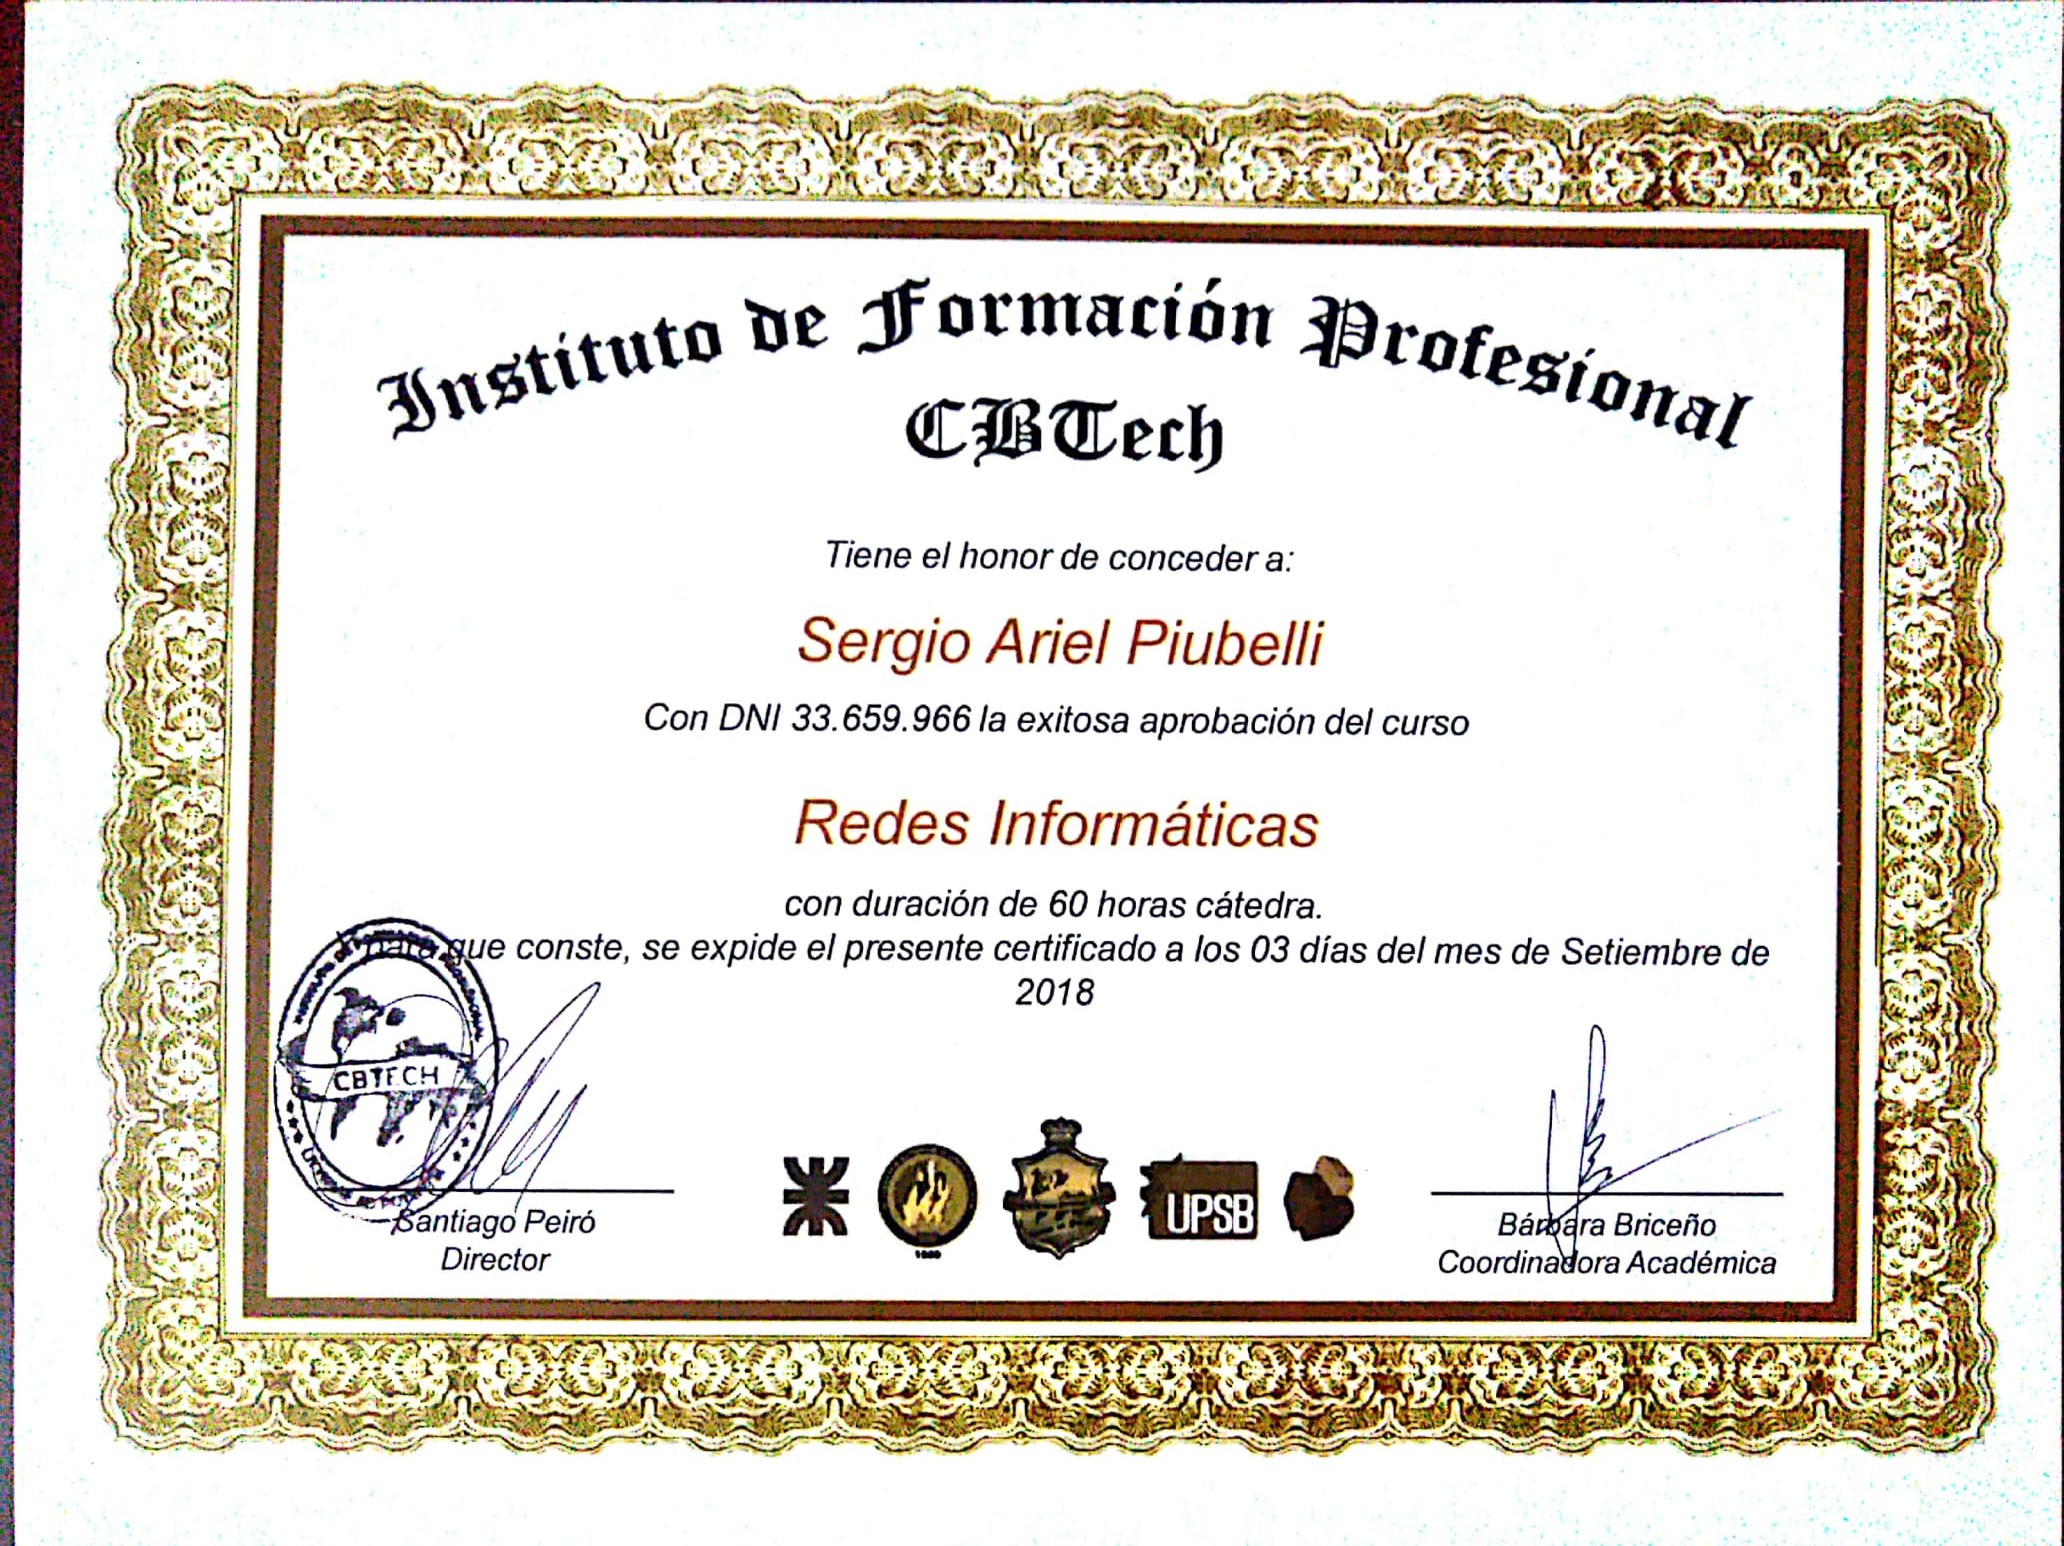 Instituto de Formación Profesional
CBTech
Tiene el honor de conceder a:
Sergio Ariel Piubelli
Con DNI 33.659.966 la exitosa aprobación del curso
Redes Informáticas
con duración de 60 horas cátedra.
Y para que conste, se expide el presente certificado a los 03 días del mes de Setiembre de
2018
CBTECH
UPSB
Santiago Peiró
Director
Bárbara Briceño
Coordinadora Académica